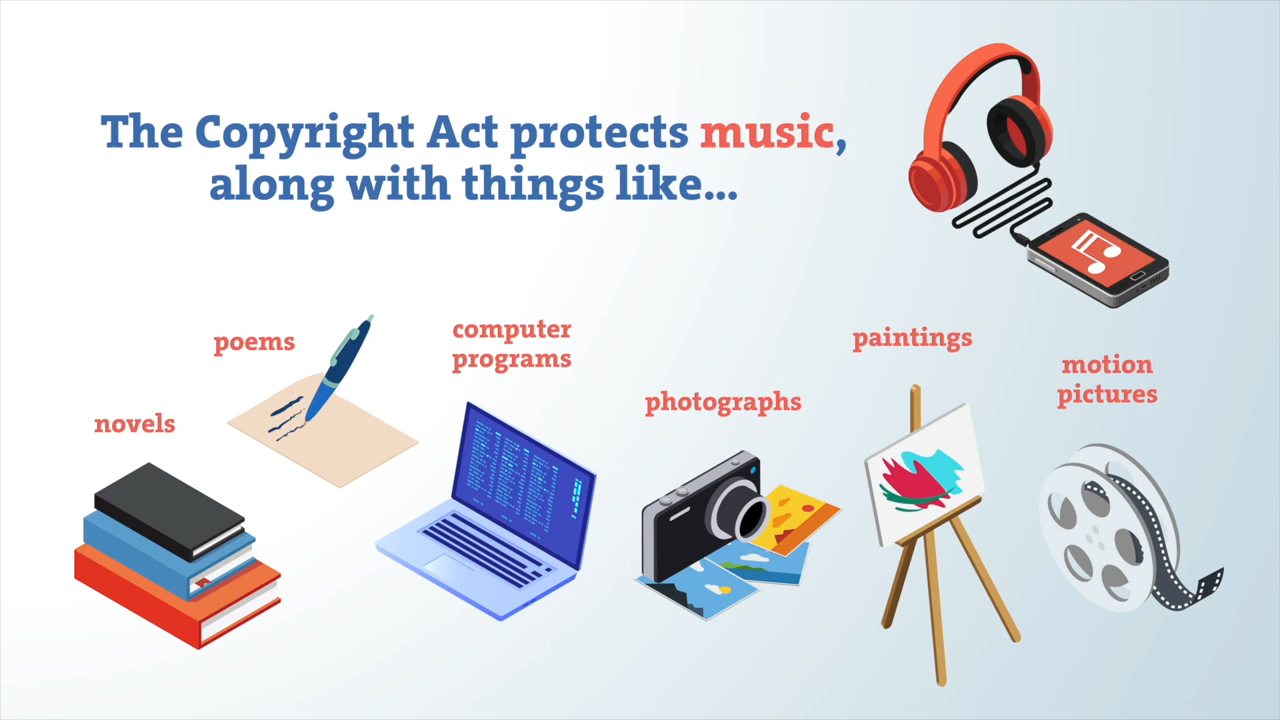 The Copyright Act protects music,
along with things like...
novels
poems
computer
programs
photographs
paintings
motion
pictures